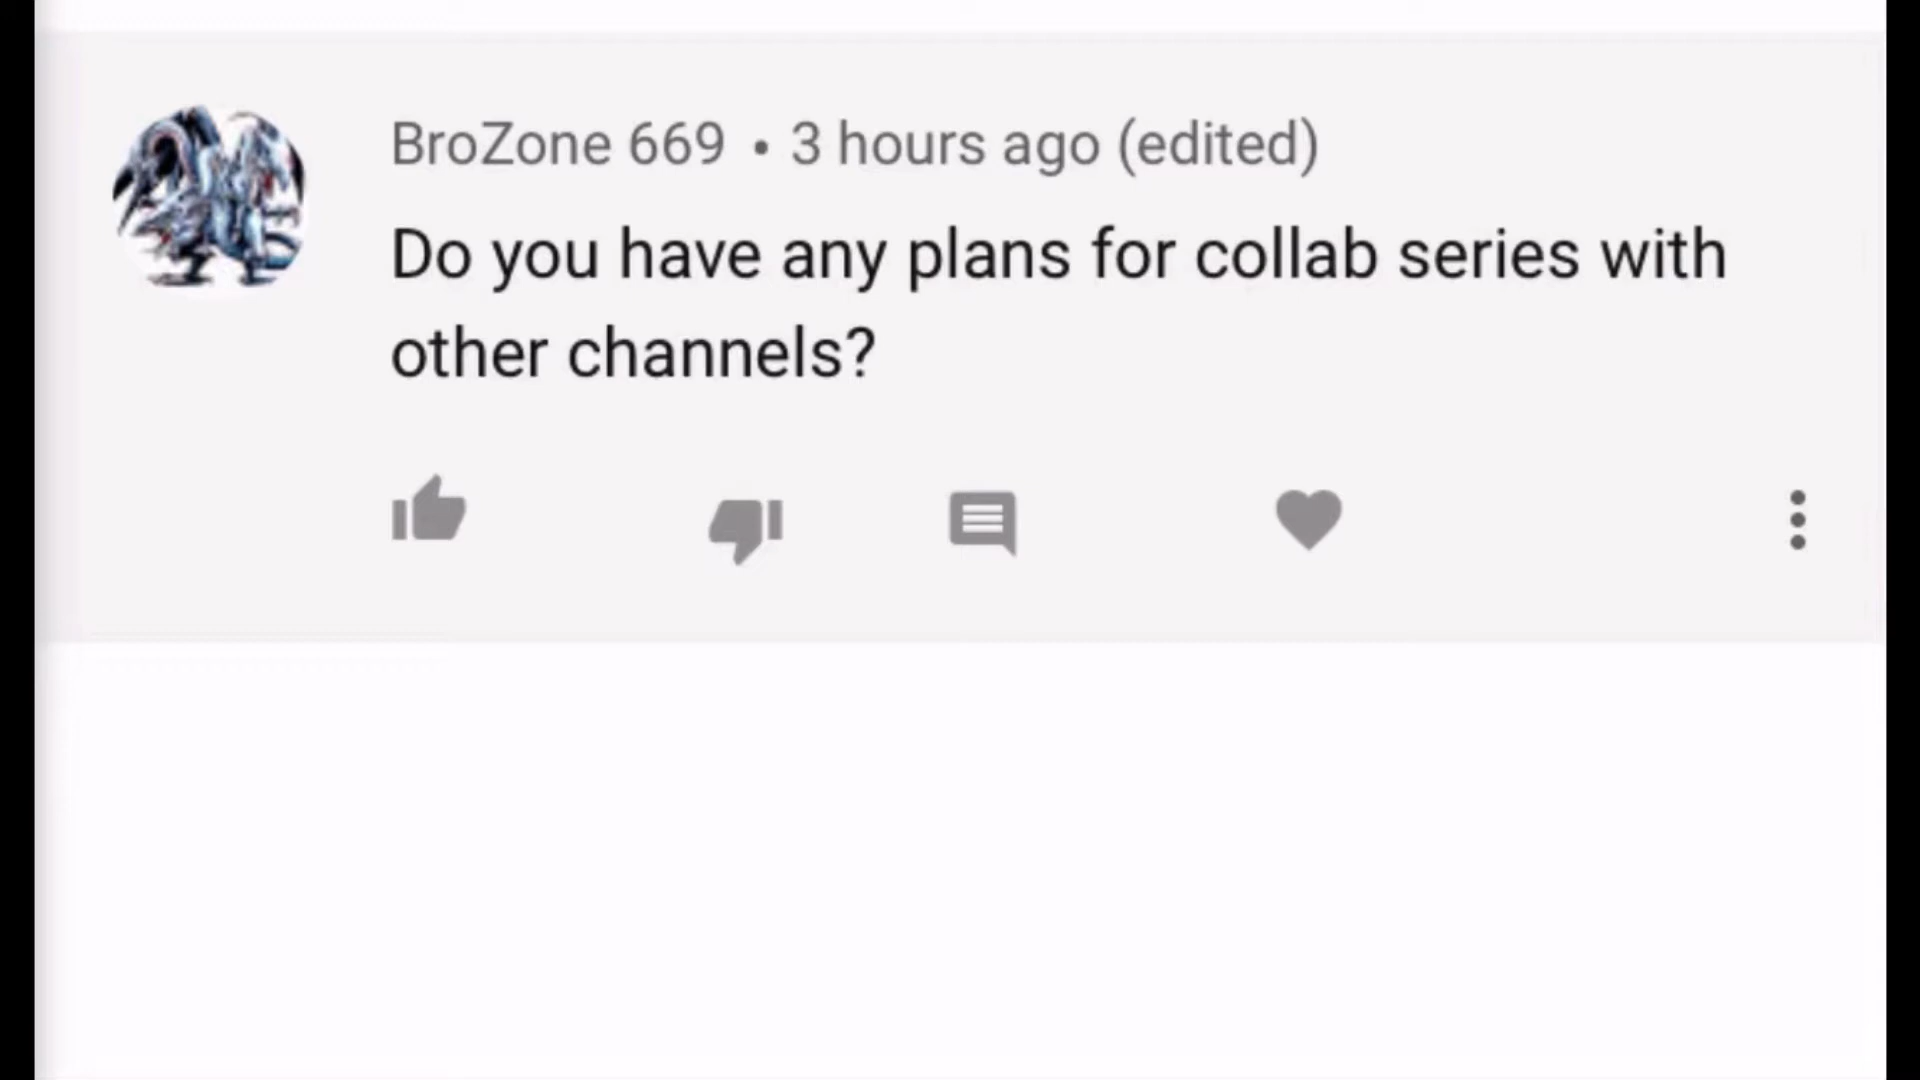 BroZone 669 • 3 hours ago (edited)
Do you have any plans for collab series with
other channels?